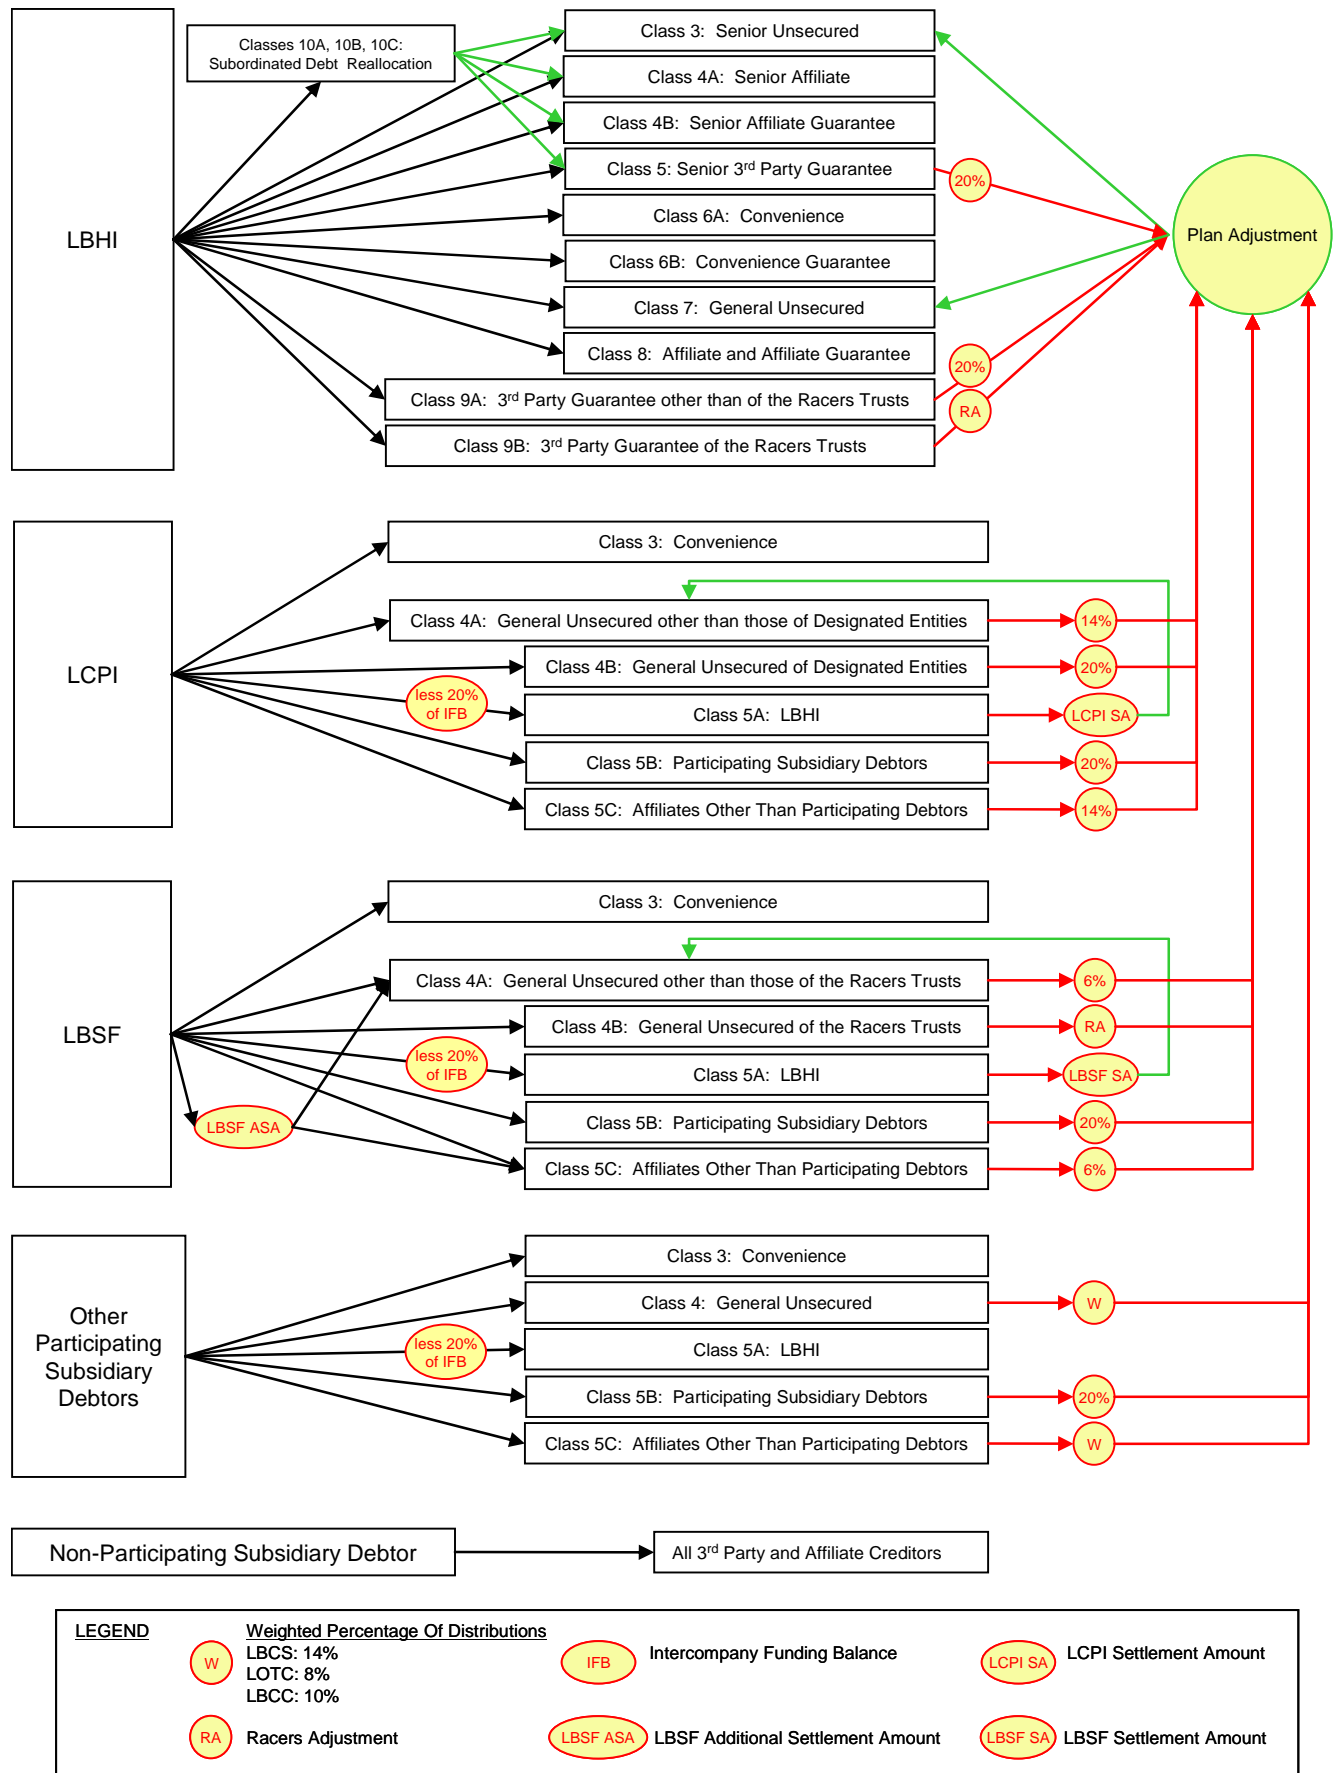 LBHI
Classes 10A, 10B, 10C:
Subordinated Debt Reallocation
Class 3: Senior Unsecured
Class 4A: Senior Affiliate
Class 4B: Senior Affiliate Guarantee
Class 5: Senior 3rd Party Guarantee
20%
Class 6A: Convenience
Class 6B: Convenience Guarantee
Class 7: General Unsecured
Class 8: Affiliate and Affiliate Guarantee
Class 9A: 3rd Party Guarantee other than of the Racers Trusts
20%
Class 9B: 3rd Party Guarantee of the Racers Trusts
RA
Plan Adjustment
LCPI
Class 3: Convenience
Class 4A: General Unsecured other than those of Designated Entities
14%
Class 4B: General Unsecured of Designated Entities
20%
less 20%
of IFB
Class 5A: LBHI
LCPI SA
Class 5B: Participating Subsidiary Debtors
20%
Class 5C: Affiliates Other Than Participating Debtors
14%
LBSF
Class 3: Convenience
Class 4A: General Unsecured other than those of the Racers Trusts
6%
Class 4B: General Unsecured of the Racers Trusts
RA
less 20%
of IFB
Class 5A: LBHI
LBSF SA
LBSF ASA
Class 5B: Participating Subsidiary Debtors
20%
Class 5C: Affiliates Other Than Participating Debtors
6%
Other
Participating
Subsidiary
Debtors
Class 3: Convenience
Class 4: General Unsecured
W
less 20%
of IFB
Class 5A: LBHI
Class 5B: Participating Subsidiary Debtors
20%
Class 5C: Affiliates Other Than Participating Debtors
W
Non-Participating Subsidiary Debtor
All 3rd Party and Affiliate Creditors
LEGEND
W
Weighted Percentage Of Distributions
LBCS: 14%
LOTC: 8%
LBCC: 10%
IFB
Intercompany Funding Balance
LCPI SA
LCPI Settlement Amount
RA
Racers Adjustment
LBSF ASA
LBSF Additional Settlement Amount
LBSF SA
LBSF Settlement Amount